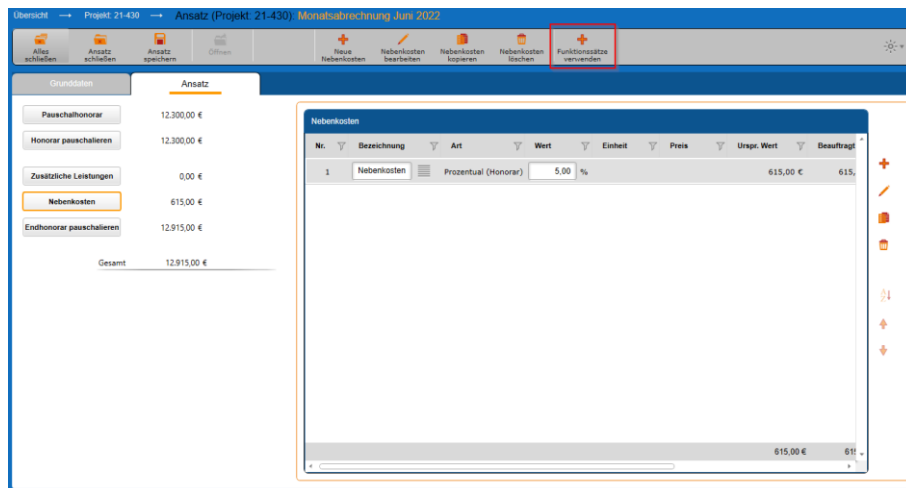 Übersicht → Projekt: 21-430 → Ansatz (Projekt: 21-430): Monatsabrechnung Juni 2022
Alles schließen
Ansatz schließen
Ansatz speichern
Öffnen
Neue Nebenkosten
Nebenkosten bearbeiten
Nebenkosten kopieren
Nebenkosten löschen
Funktionssätze verwenden
Grunddaten Ansatz
Pauschalhonorar 12.300,00 €
Honorar pauschalieren 12.300,00 €
Zusätzliche Leistungen 0,00 €
Nebenkosten 615,00 €
Endhonorar pauschalieren 12.915,00 €
Gesamt 12.915,00 €
Nebenkosten
Nr. Bezeichnung Art Wert Einheit Preis Urspr. Wert Beauftragt
1 Nebenkosten Prozentual (Honorar) 5,00 % 615,00 € 615,
615,00 € 615